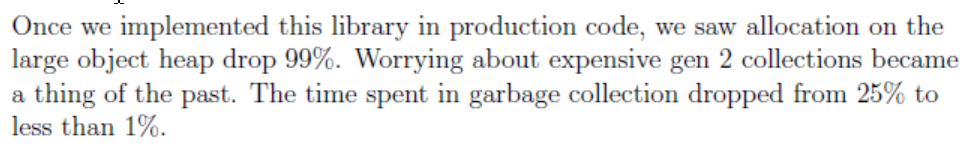 Once we implemented this library in production code, we saw allocation on the
large object heap drop 99%. Worrying about expensive gen 2 collections became
a thing of the past. The time spent in garbage collection dropped from 25% to
less than 1%.